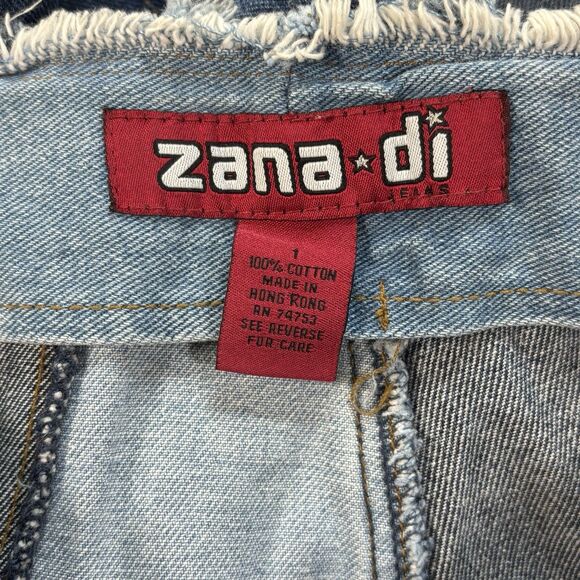 zana di
JEANS
1
100% COTTON
MADE IN
HONG KONG
RN 74753
SEE REVERSE
FOR CARE